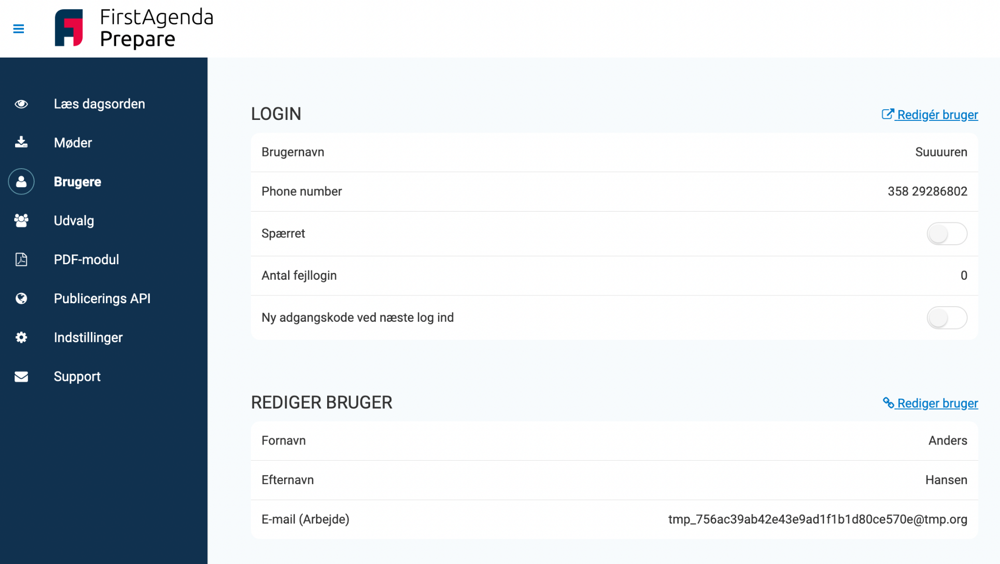 FirstAgenda
Prepare
Læs dagsorden
Møder
Brugere
Udvalg
PDF-modul
Publicerings API
Indstillinger
Support
LOGIN
Redigér bruger
Brugernavn Suuuuren
Phone number 358 29286802
Spærret
Antal fejllogin 0
Ny adgangskode ved næste log ind
REDIGER BRUGER
Rediger bruger
Fornavn Anders
Efternavn Hansen
E-mail (Arbejde) tmp_756ac39ab42e43e9ad1f1b1d80ce570e@tmp.org